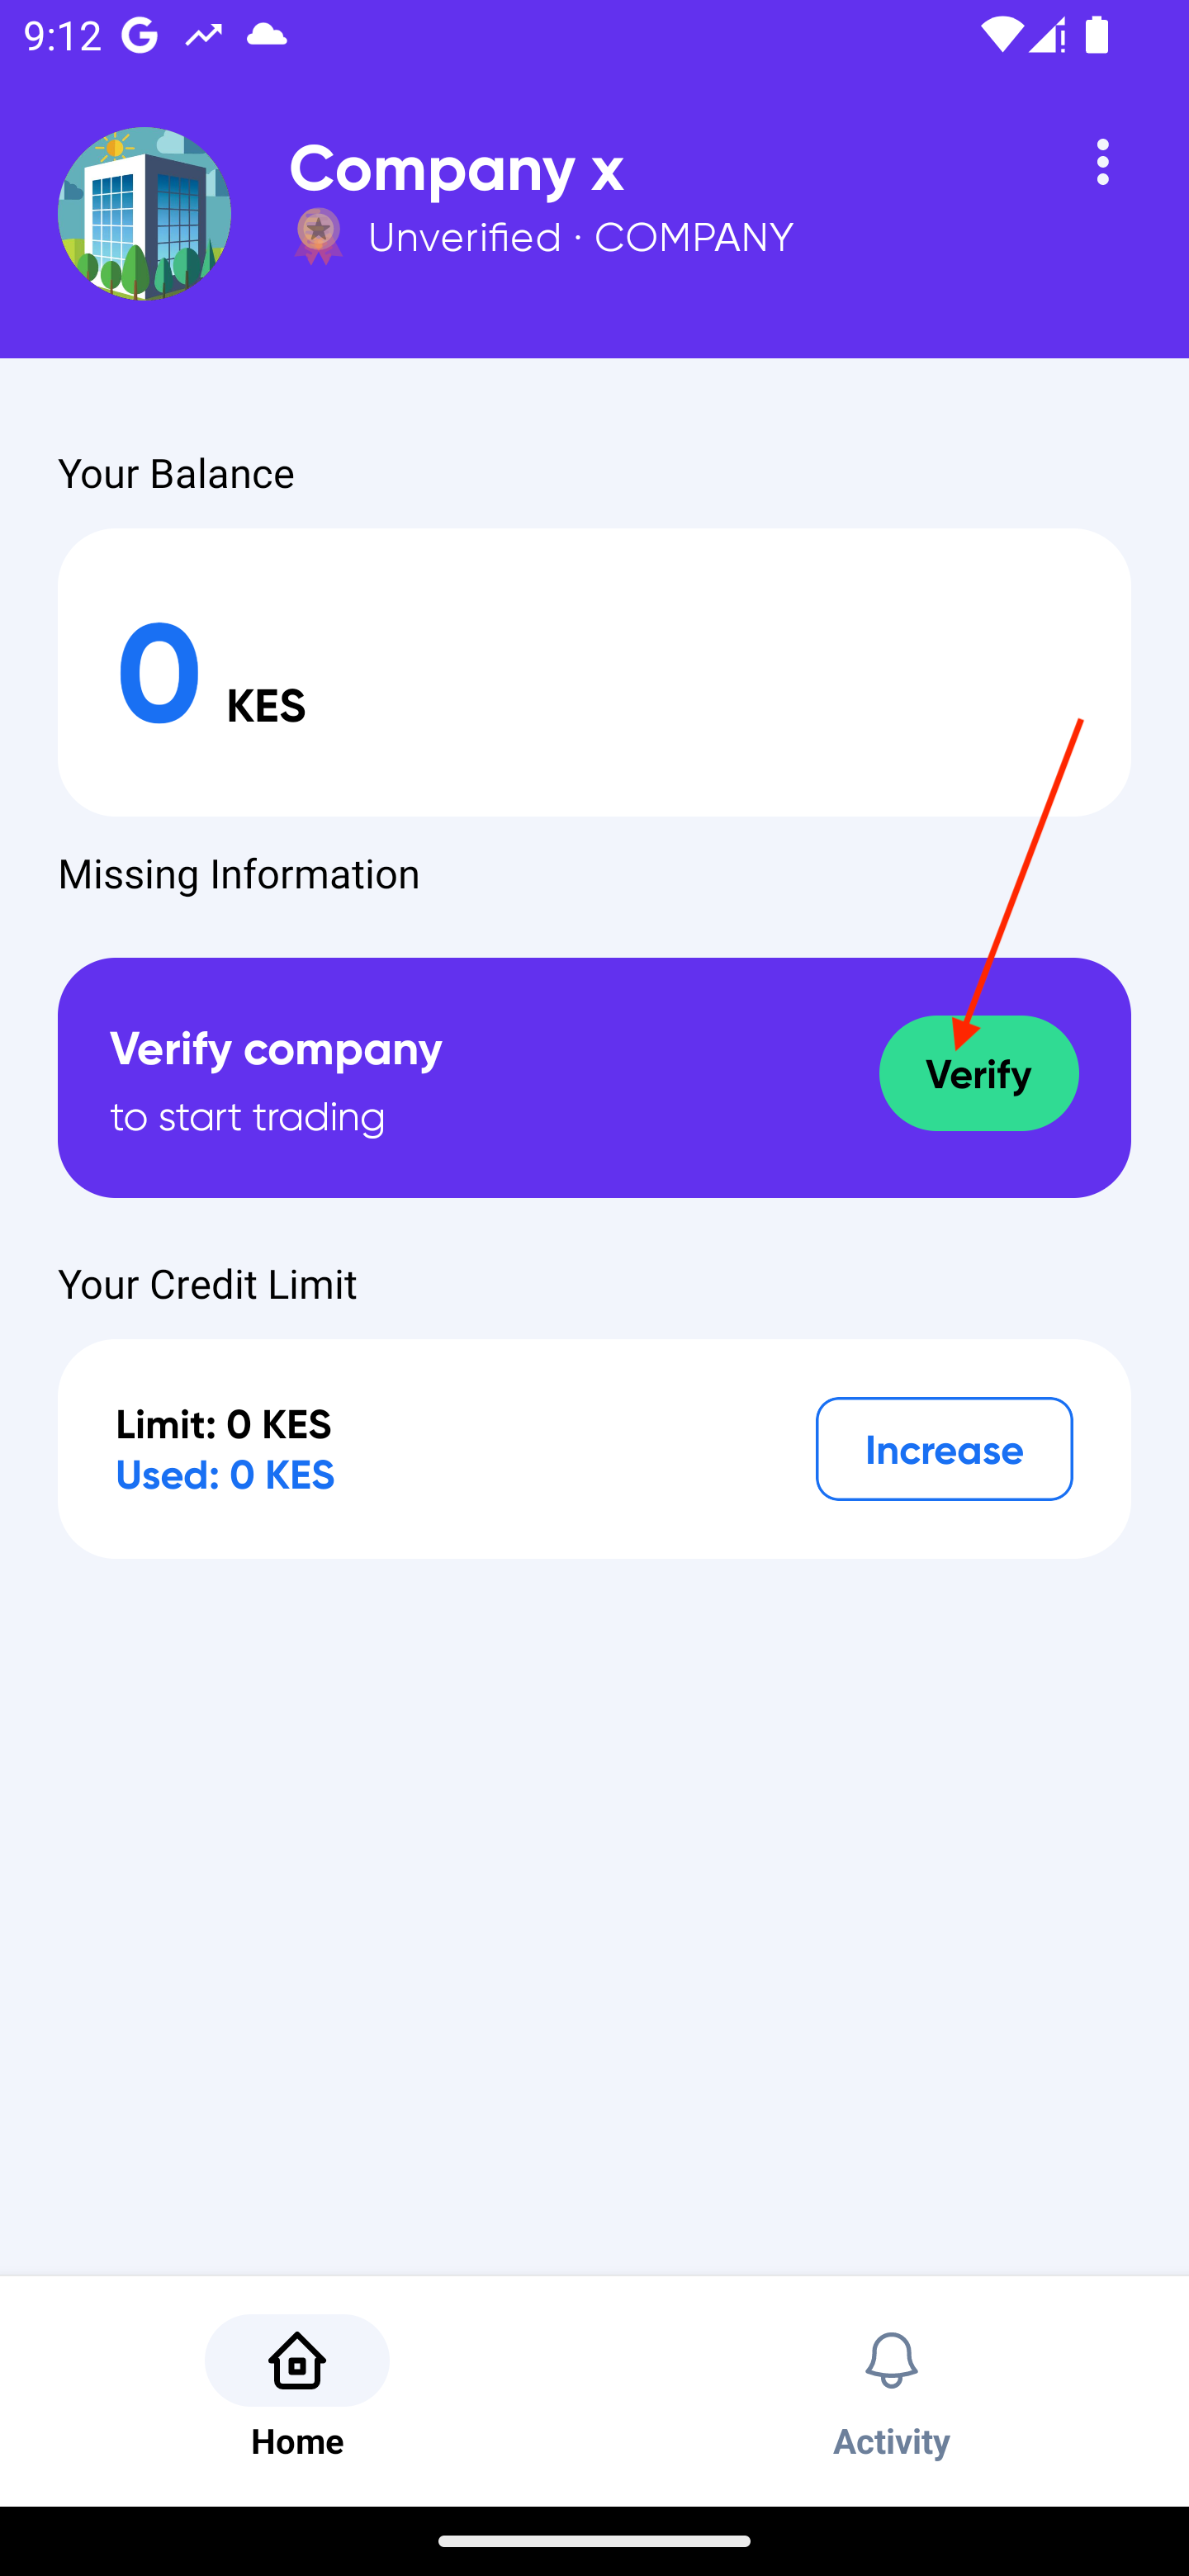 9:12
Company x
Unverified · COMPANY
Your Balance
0 KES
Missing Information
Verify company
to start trading
Verify
Your Credit Limit
Limit: 0 KES
Used: 0 KES
Increase
Home
Activity